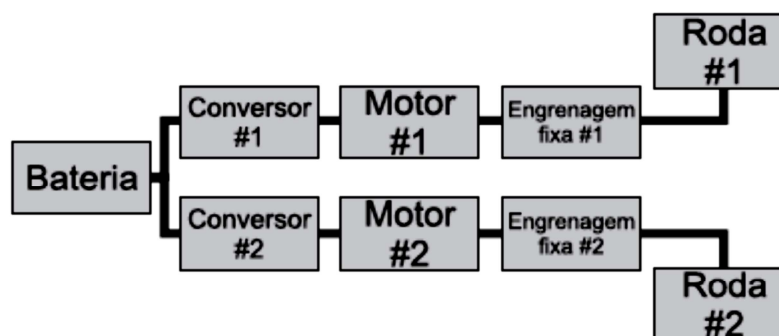 Roda
#1
Conversor
#1
Motor
#1
Engrenagem
fixa #1
Bateria
Conversor
#2
Motor
#2
Engrenagem
fixa #2
Roda
#2